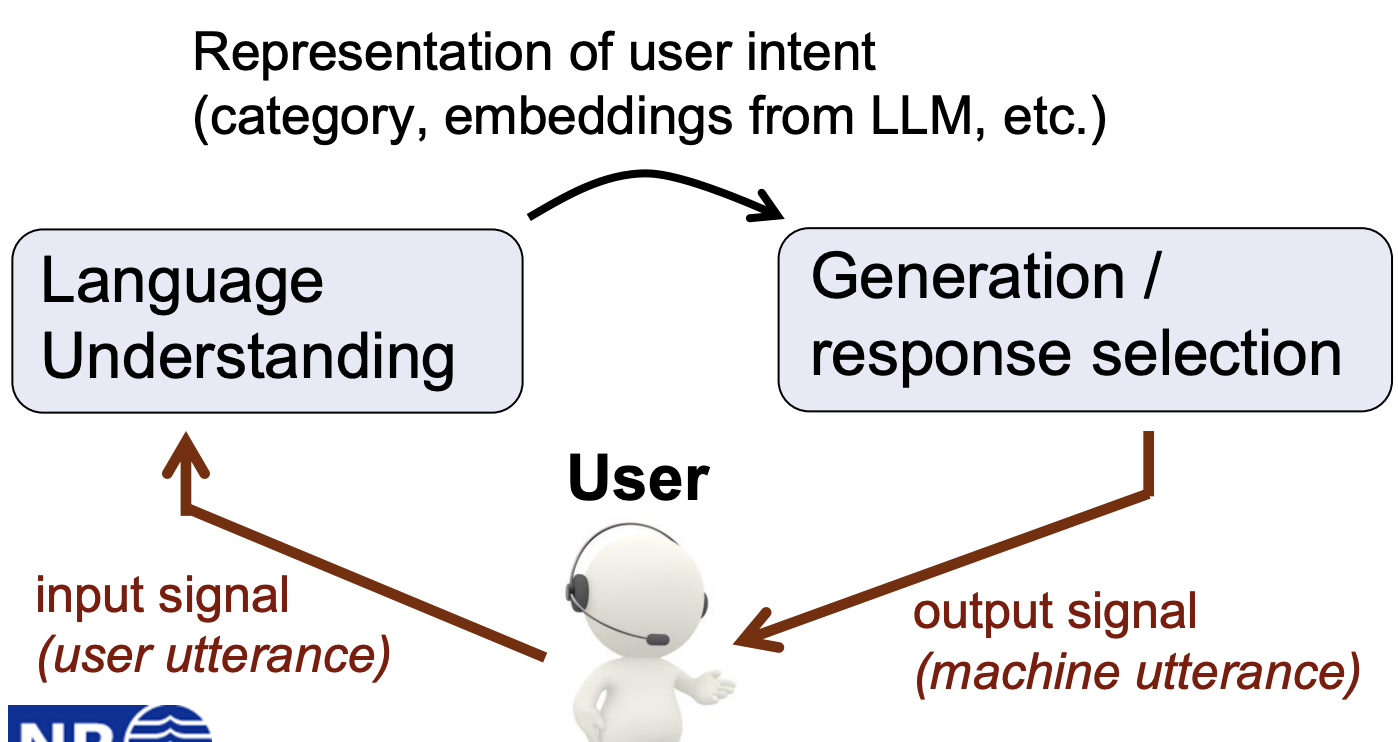 Representation of user intent
(category, embeddings from LLM, etc.)
Language
Understanding
Generation /
response selection
User
input signal
(user utterance)
output signal
(machine utterance)
NR